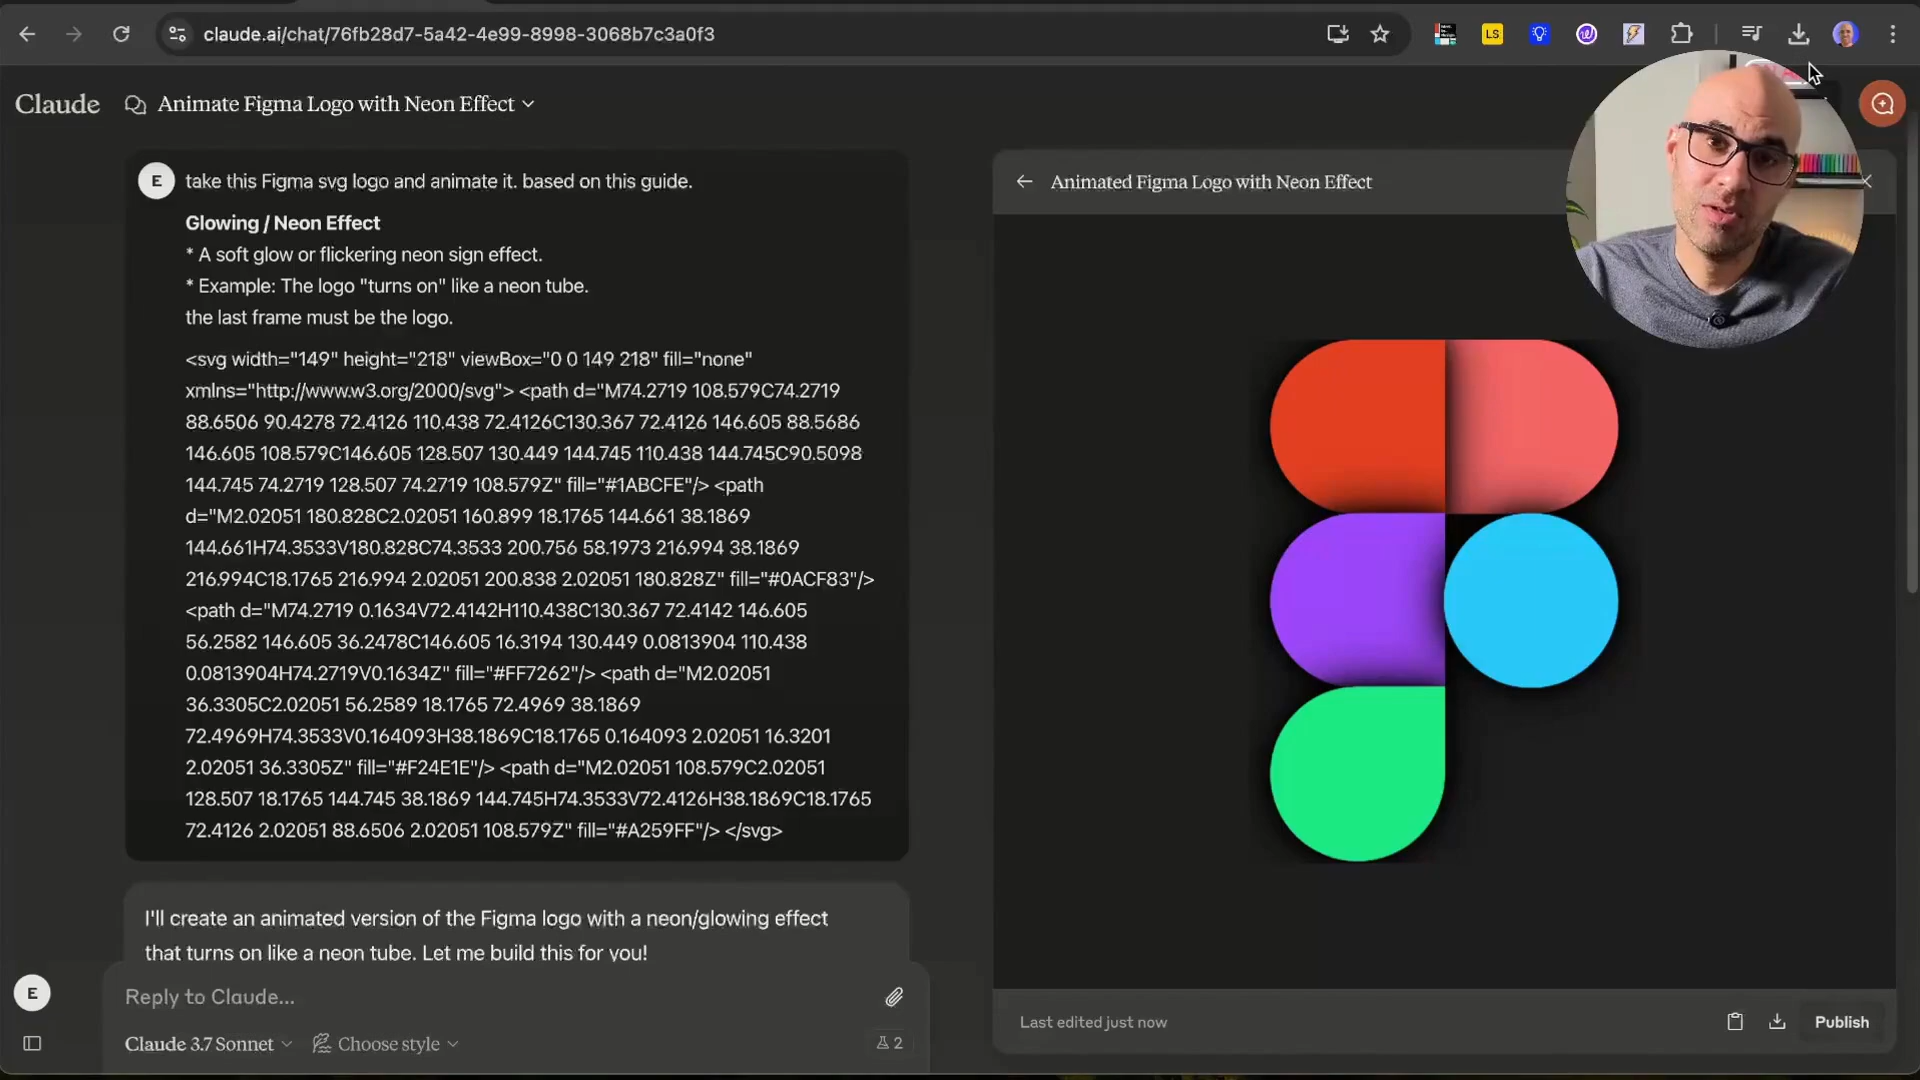 claude.ai/chat/76fb28d7-5a42-4e99-8998-3068b7c3a0f3
LS
Claude
Animate Figma Logo with Neon Effect
E
take this Figma svg logo and animate it. based on this guide.
Glowing / Neon Effect
* A soft glow or flickering neon sign effect.
* Example: The logo "turns on" like a neon tube.
the last frame must be the logo.
<svg width="149" height="218" viewBox="0 0 149 218" fill="none"
xmlns="http://www.w3.org/2000/svg"> <path d="M74.2719 108.579C74.2719
88.6506 90.4278 72.4126 110.438 72.4126C130.367 72.4126 146.605 88.5686
146.605 108.579C146.605 128.507 130.449 144.745 110.438 144.745C90.5098
144.745 74.2719 128.507 74.2719 108.579Z" fill="#1ABCFE"/> <path
d="M2.02051 180.828C2.02051 160.899 18.1765 144.661 38.1869
144.661H74.3533V180.828C74.3533 200.756 58.1973 216.994 38.1869
216.994C18.1765 216.994 2.02051 200.838 2.02051 180.828Z" fill="#0ACF83"/>
<path d="M74.2719 0.1634V72.4142H110.438C130.367 72.4142 146.605
56.2582 146.605 36.2478C146.605 16.3194 130.449 0.0813904 110.438
0.0813904H74.2719V0.1634Z" fill="#FF7262"/> <path d="M2.02051
36.3305C2.02051 56.2589 18.1765 72.4969 38.1869
72.4969H74.3533V0.164093H38.1869C18.1765 0.164093 2.02051 16.3201
2.02051 36.3305Z" fill="#F24E1E"/> <path d="M2.02051 108.579C2.02051
128.507 18.1765 144.745 38.1869 144.745H74.3533V72.4126H38.1869C18.1765
72.4126 2.02051 88.6506 2.02051 108.579Z" fill="#A259FF"/> </svg>
I'll create an animated version of the Figma logo with a neon/glowing effect
that turns on like a neon tube. Let me build this for you!
E
Reply to Claude...
Claude 3.7 Sonnet
Choose style
2
Animated Figma Logo with Neon Effect
Last edited just now
Publish